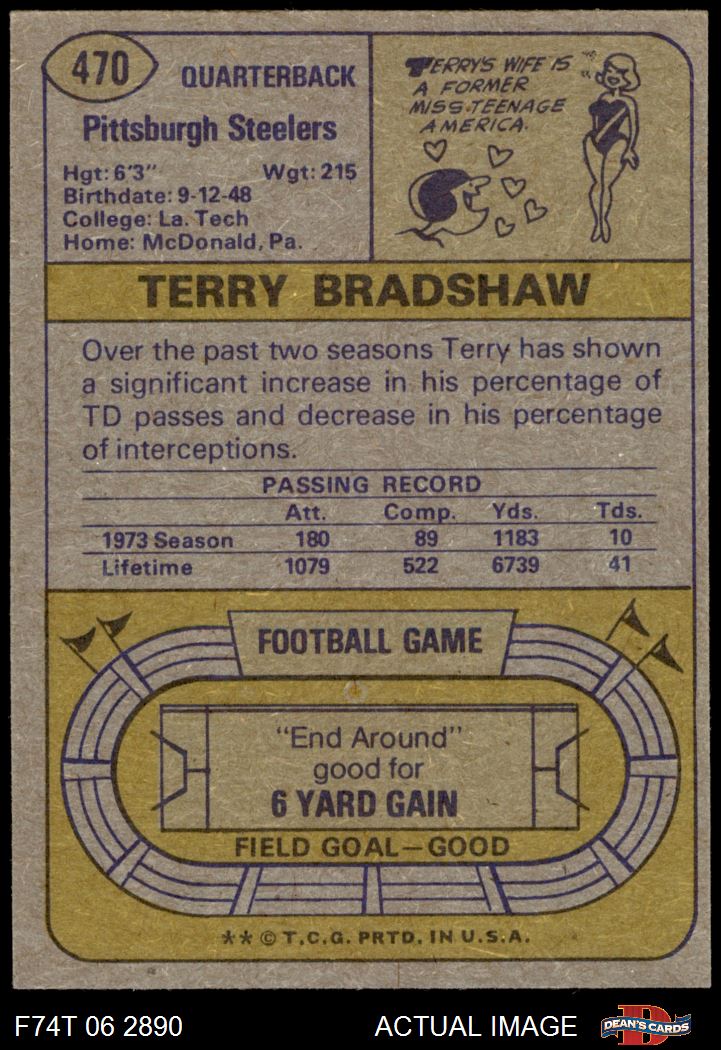 470
QUARTERBACK
Pittsburgh Steelers
Hgt: 6'3" Wgt: 215
Birthdate: 9-12-48
College: La. Tech
Home: McDonald, Pa.
TERRY'S WIFE IS
A FORMER
MISS TEENAGE
AMERICA.
TERRY BRADSHAW
Over the past two seasons Terry has shown
a significant increase in his percentage of
TD passes and decrease in his percentage
of interceptions.
PASSING RECORD
Att. Comp. Yds. Tds.
1973 Season 180 89 1183 10
Lifetime 1079 522 6739 41
FOOTBALL GAME
"End Around"
good for
6 YARD GAIN
FIELD GOAL—GOOD
** © T.C.G. PRTD. IN U.S.A.
F74T 06 2890 ACTUAL IMAGE D DEAN'S CARDS